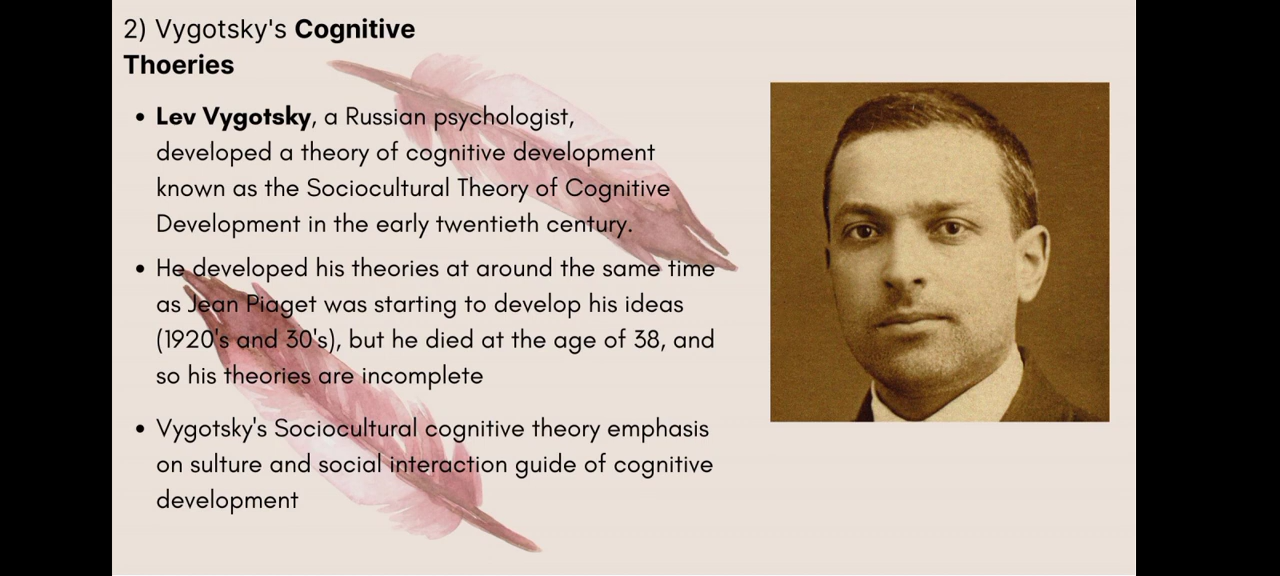 2) Vygotsky's Cognitive
Thoeries
• Lev Vygotsky, a Russian psychologist,
developed a theory of cognitive development
known as the Sociocultural Theory of Cognitive
Development in the early twentieth century.
• He developed his theories at around the same time
as Jean Piaget was starting to develop his ideas
(1920's and 30's), but he died at the age of 38, and
so his theories are incomplete
• Vygotsky's Sociocultural cognitive theory emphasis
on sulture and social interaction guide of cognitive
development